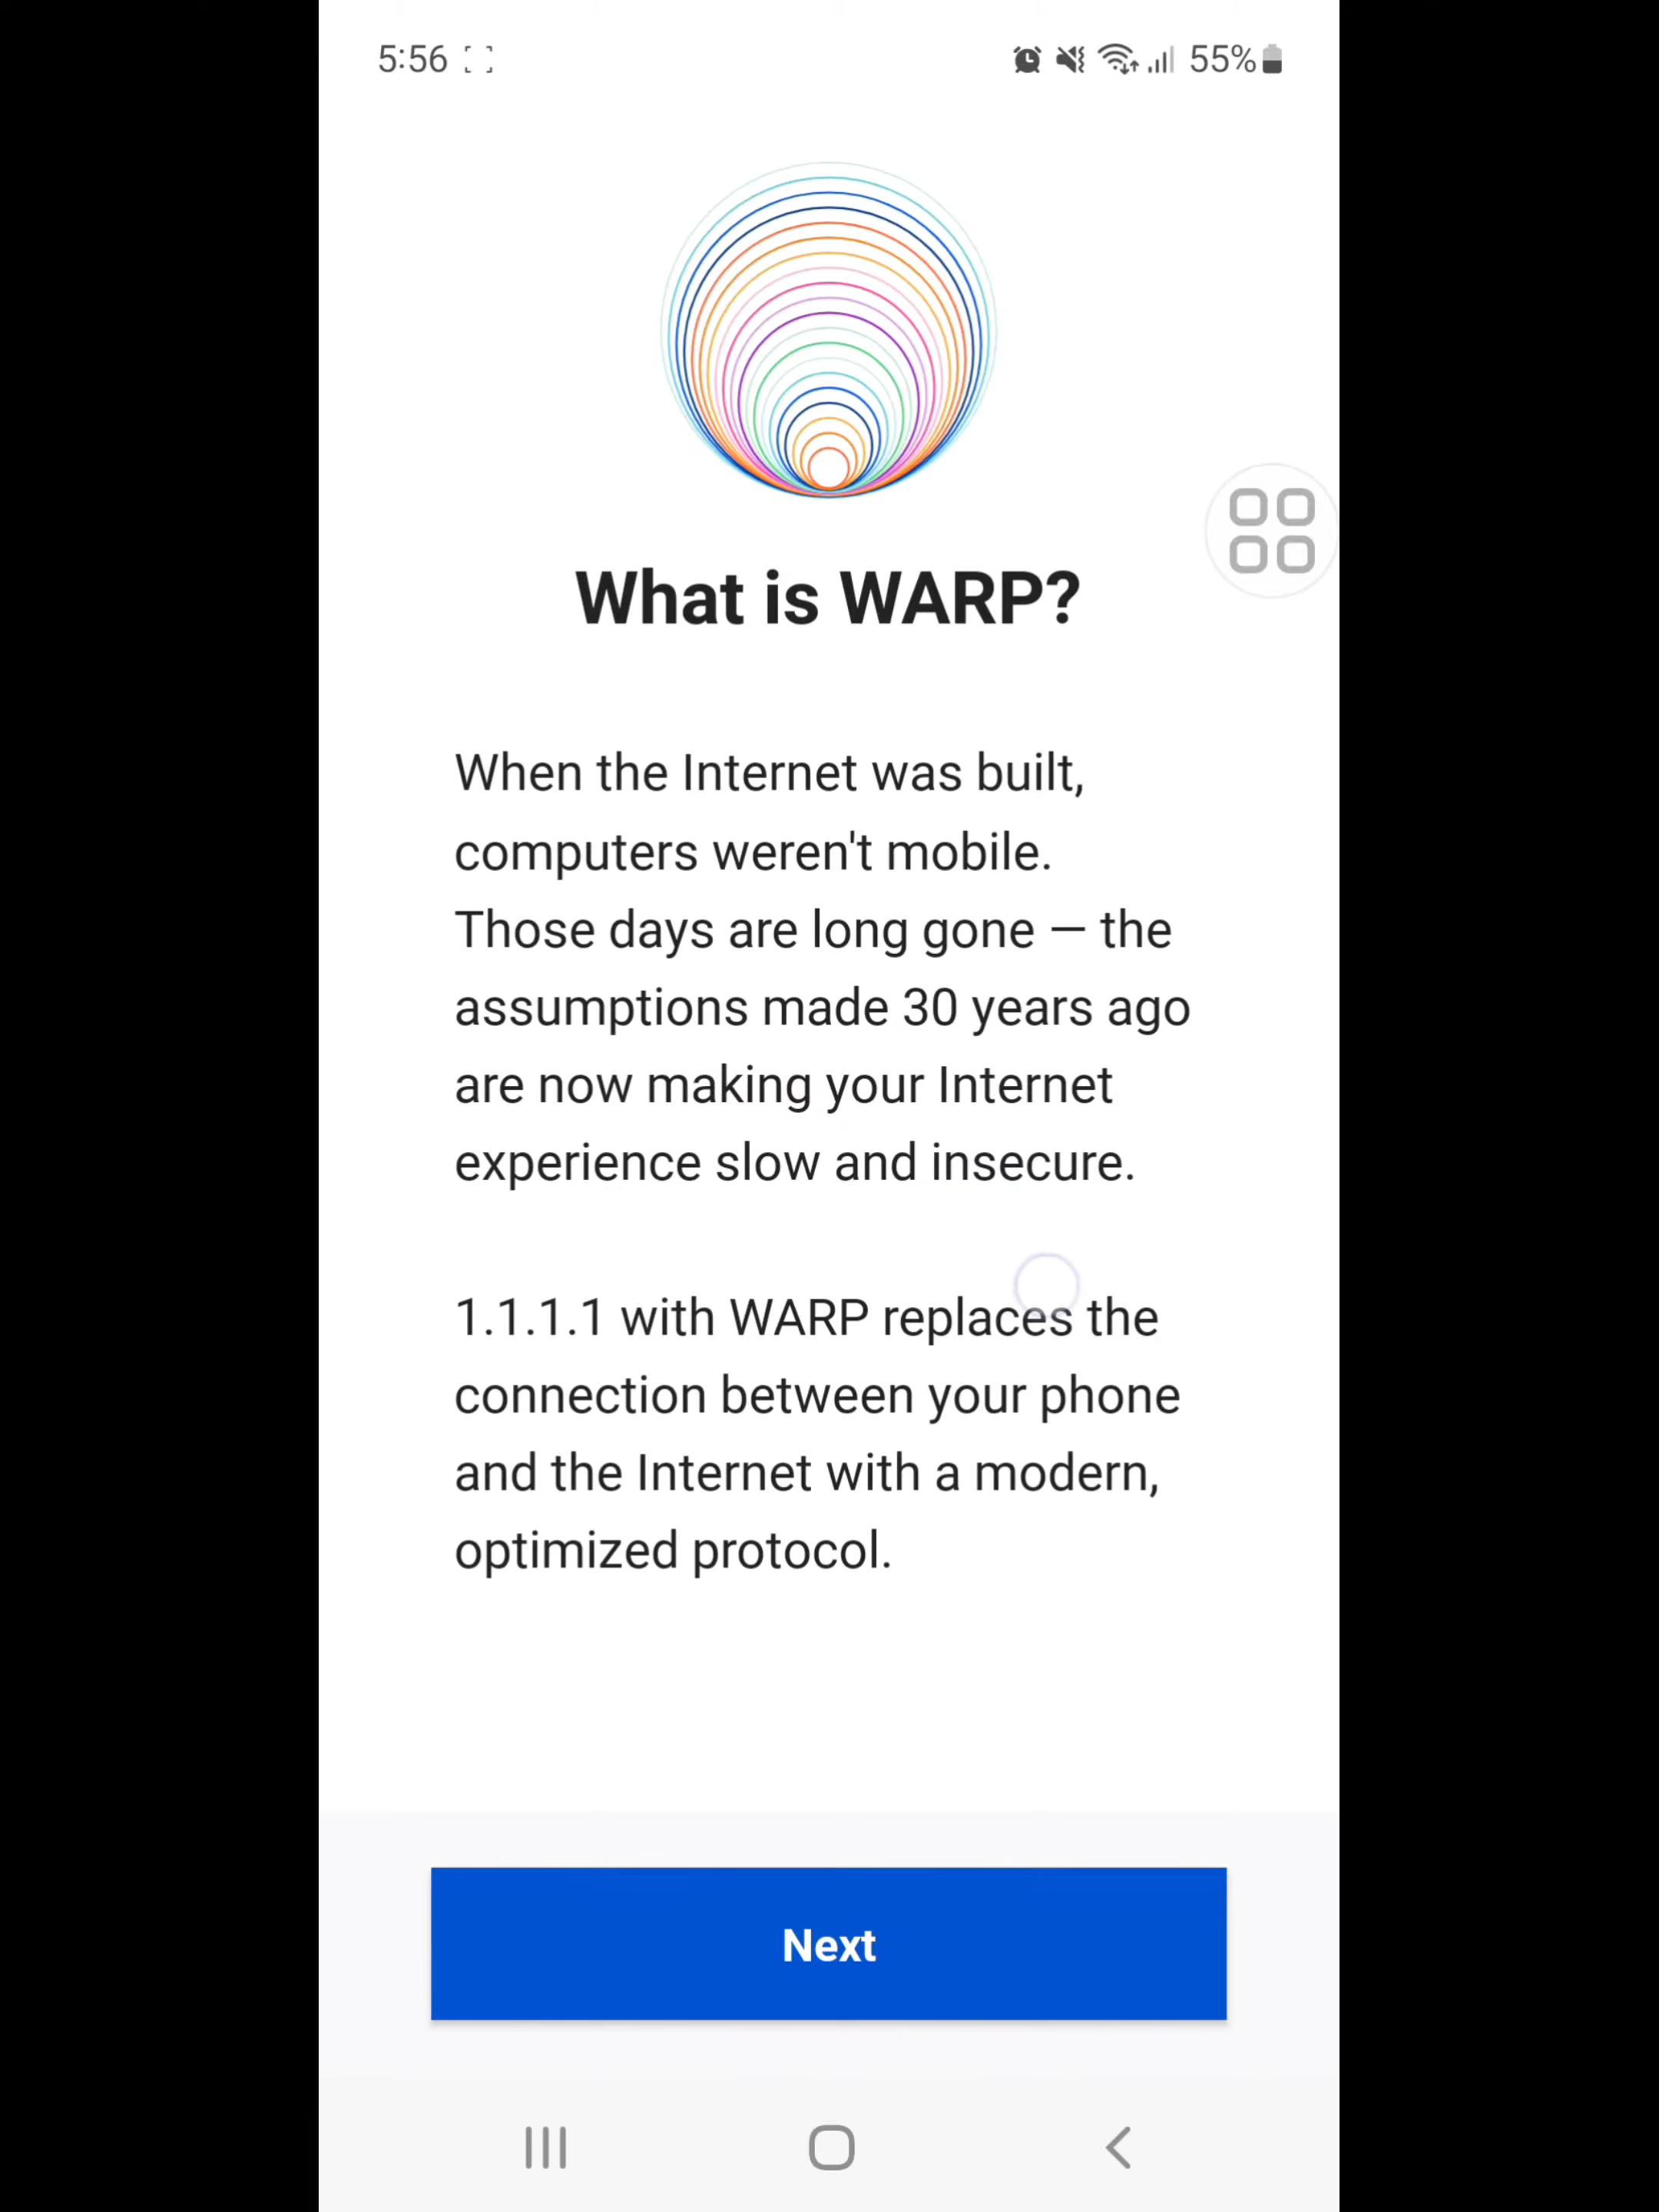 5:56 55%
What is WARP?
When the Internet was built,
computers weren't mobile.
Those days are long gone — the
assumptions made 30 years ago
are now making your Internet
experience slow and insecure.
1.1.1.1 with WARP replaces the
connection between your phone
and the Internet with a modern,
optimized protocol.
Next